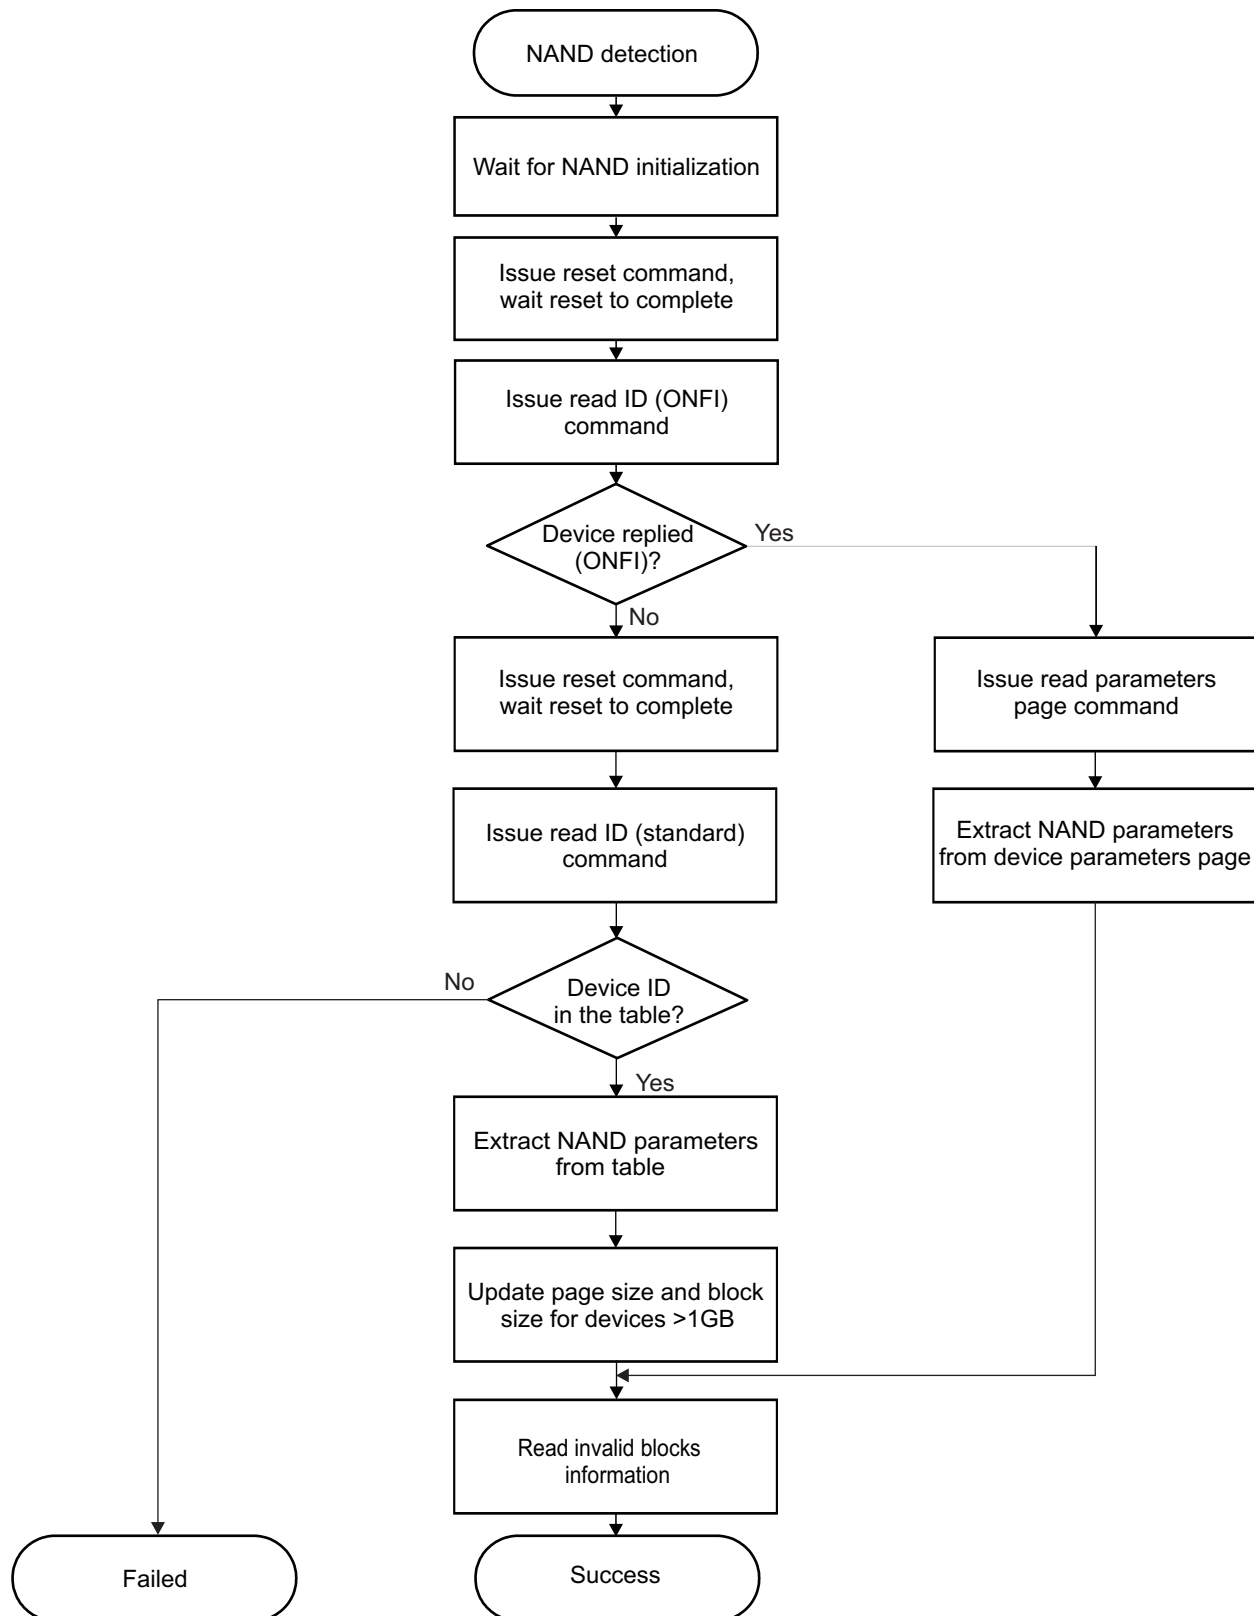 NAND detection
Wait for NAND initialization
Issue reset command,
wait reset to complete
Issue read ID (ONFI)
command
Device replied
(ONFI)?
Yes
No
Issue reset command,
wait reset to complete
Issue read parameters
page command
Issue read ID (standard)
command
Extract NAND parameters
from device parameters page
No
Device ID
in the table?
Yes
Extract NAND parameters
from table
Update page size and block
size for devices >1GB
Read invalid blocks
information
Failed
Success